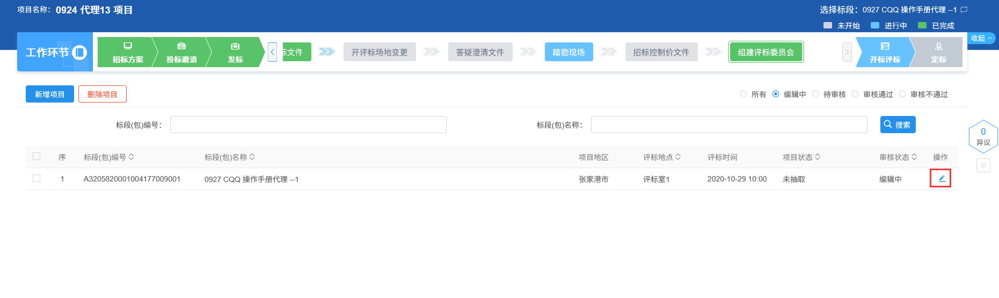 项目名称: 0924 代理13 项目
选择标段: 0927 CQQ 操作手册代理 --1
未开始 进行中 已完成
收起
工作环节
招标方案 投标邀请 发标
标文件 开评标场地变更 答疑澄清文件 踏勘现场 招标控制价文件 组建评标委员会
开标评标 定标
新增项目 删除项目
所有 编辑中 待审核 审核通过 审核不通过
标段(包)编号: 标段(包)名称: 搜索
0
异议
序 标段(包)编号 标段(包)名称 项目地区 评标地点 评标时间 项目状态 审核状态 操作
1 A3205820001004177009001 0927 CQQ 操作手册代理 --1 张家港市 评标室1 2020-10-29 10:00 未抽取 编辑中